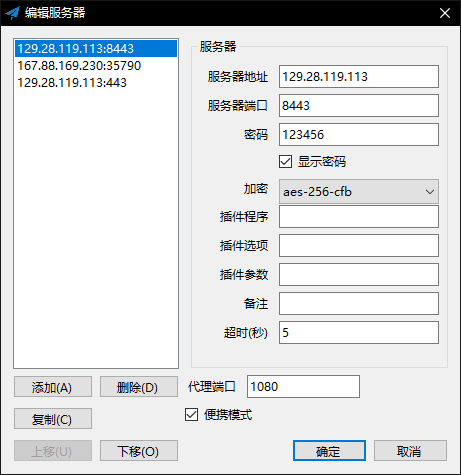 编辑服务器
129.28.119.113:8443
167.88.169.230:35790
129.28.119.113:443
服务器
服务器地址 129.28.119.113
服务器端口 8443
密码 123456
显示密码
加密 aes-256-cfb
插件程序
插件选项
插件参数
备注
超时(秒) 5
添加(A) 删除(D) 代理端口 1080
复制(C) 便携模式
上移(U) 下移(O) 确定 取消